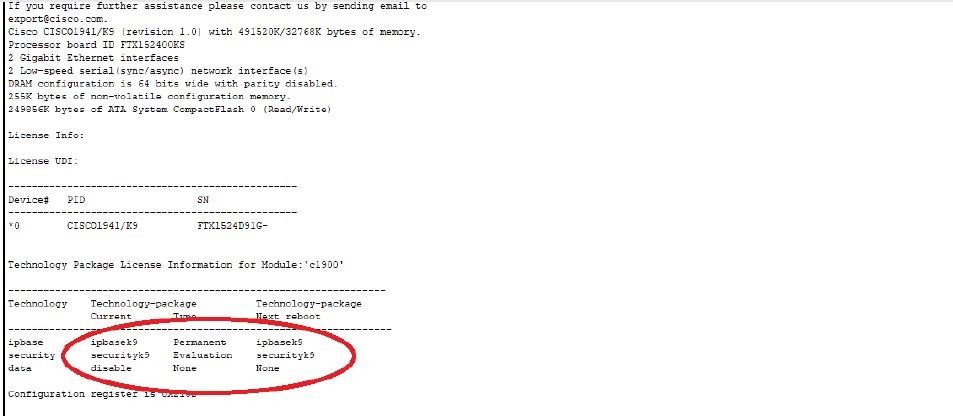 If you require further assistance please contact us by sending email to
export@cisco.com.
Cisco CISCO1941/K9 (revision 1.0) with 491520K/32768K bytes of memory.
Processor board ID FTX152400KS
2 Gigabit Ethernet interfaces
2 Low-speed serial(sync/async) network interface(s)
DRAM configuration is 64 bits wide with parity disabled.
255K bytes of non-volatile configuration memory.
249856K bytes of ATA System CompactFlash 0 (Read/Write)
License Info:
License UDI:
-------------------------------------------------
Device# PID SN
-------------------------------------------------
*0 CISCO1941/K9 FTX1524D91G-
Technology Package License Information for Module:'c1900'
----------------------------------------------------------------
Technology Technology-package Technology-package
Current Type Next reboot
-----------------------------------------------------------------
ipbase ipbasek9 Permanent ipbasek9
security securityk9 Evaluation securityk9
data disable None None
Configuration register is 0x2102